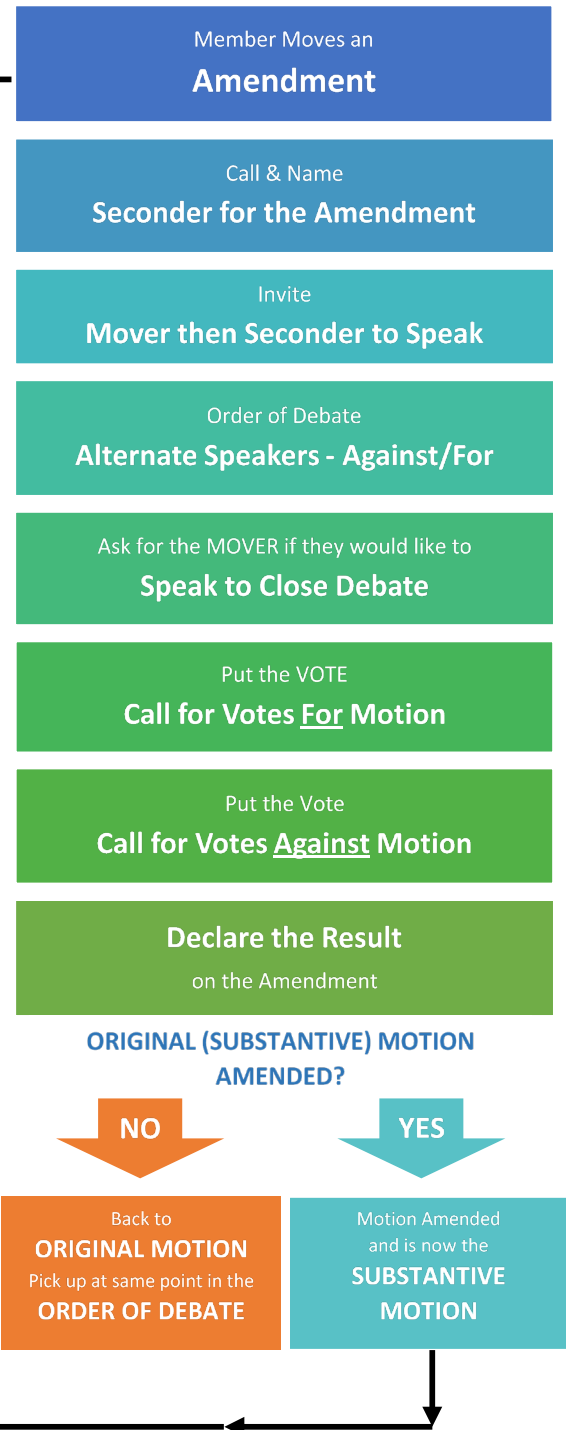 Member Moves an
Amendment
Call & Name
Seconder for the Amendment
Invite
Mover then Seconder to Speak
Order of Debate
Alternate Speakers - Against/For
Ask for the MOVER if they would like to
Speak to Close Debate
Put the VOTE
Call for Votes For Motion
Put the Vote
Call for Votes Against Motion
Declare the Result
on the Amendment
ORIGINAL (SUBSTANTIVE) MOTION
AMENDED?
NO
YES
Back to
ORIGINAL MOTION
Pick up at same point in the
ORDER OF DEBATE
Motion Amended
and is now the
SUBSTANTIVE
MOTION